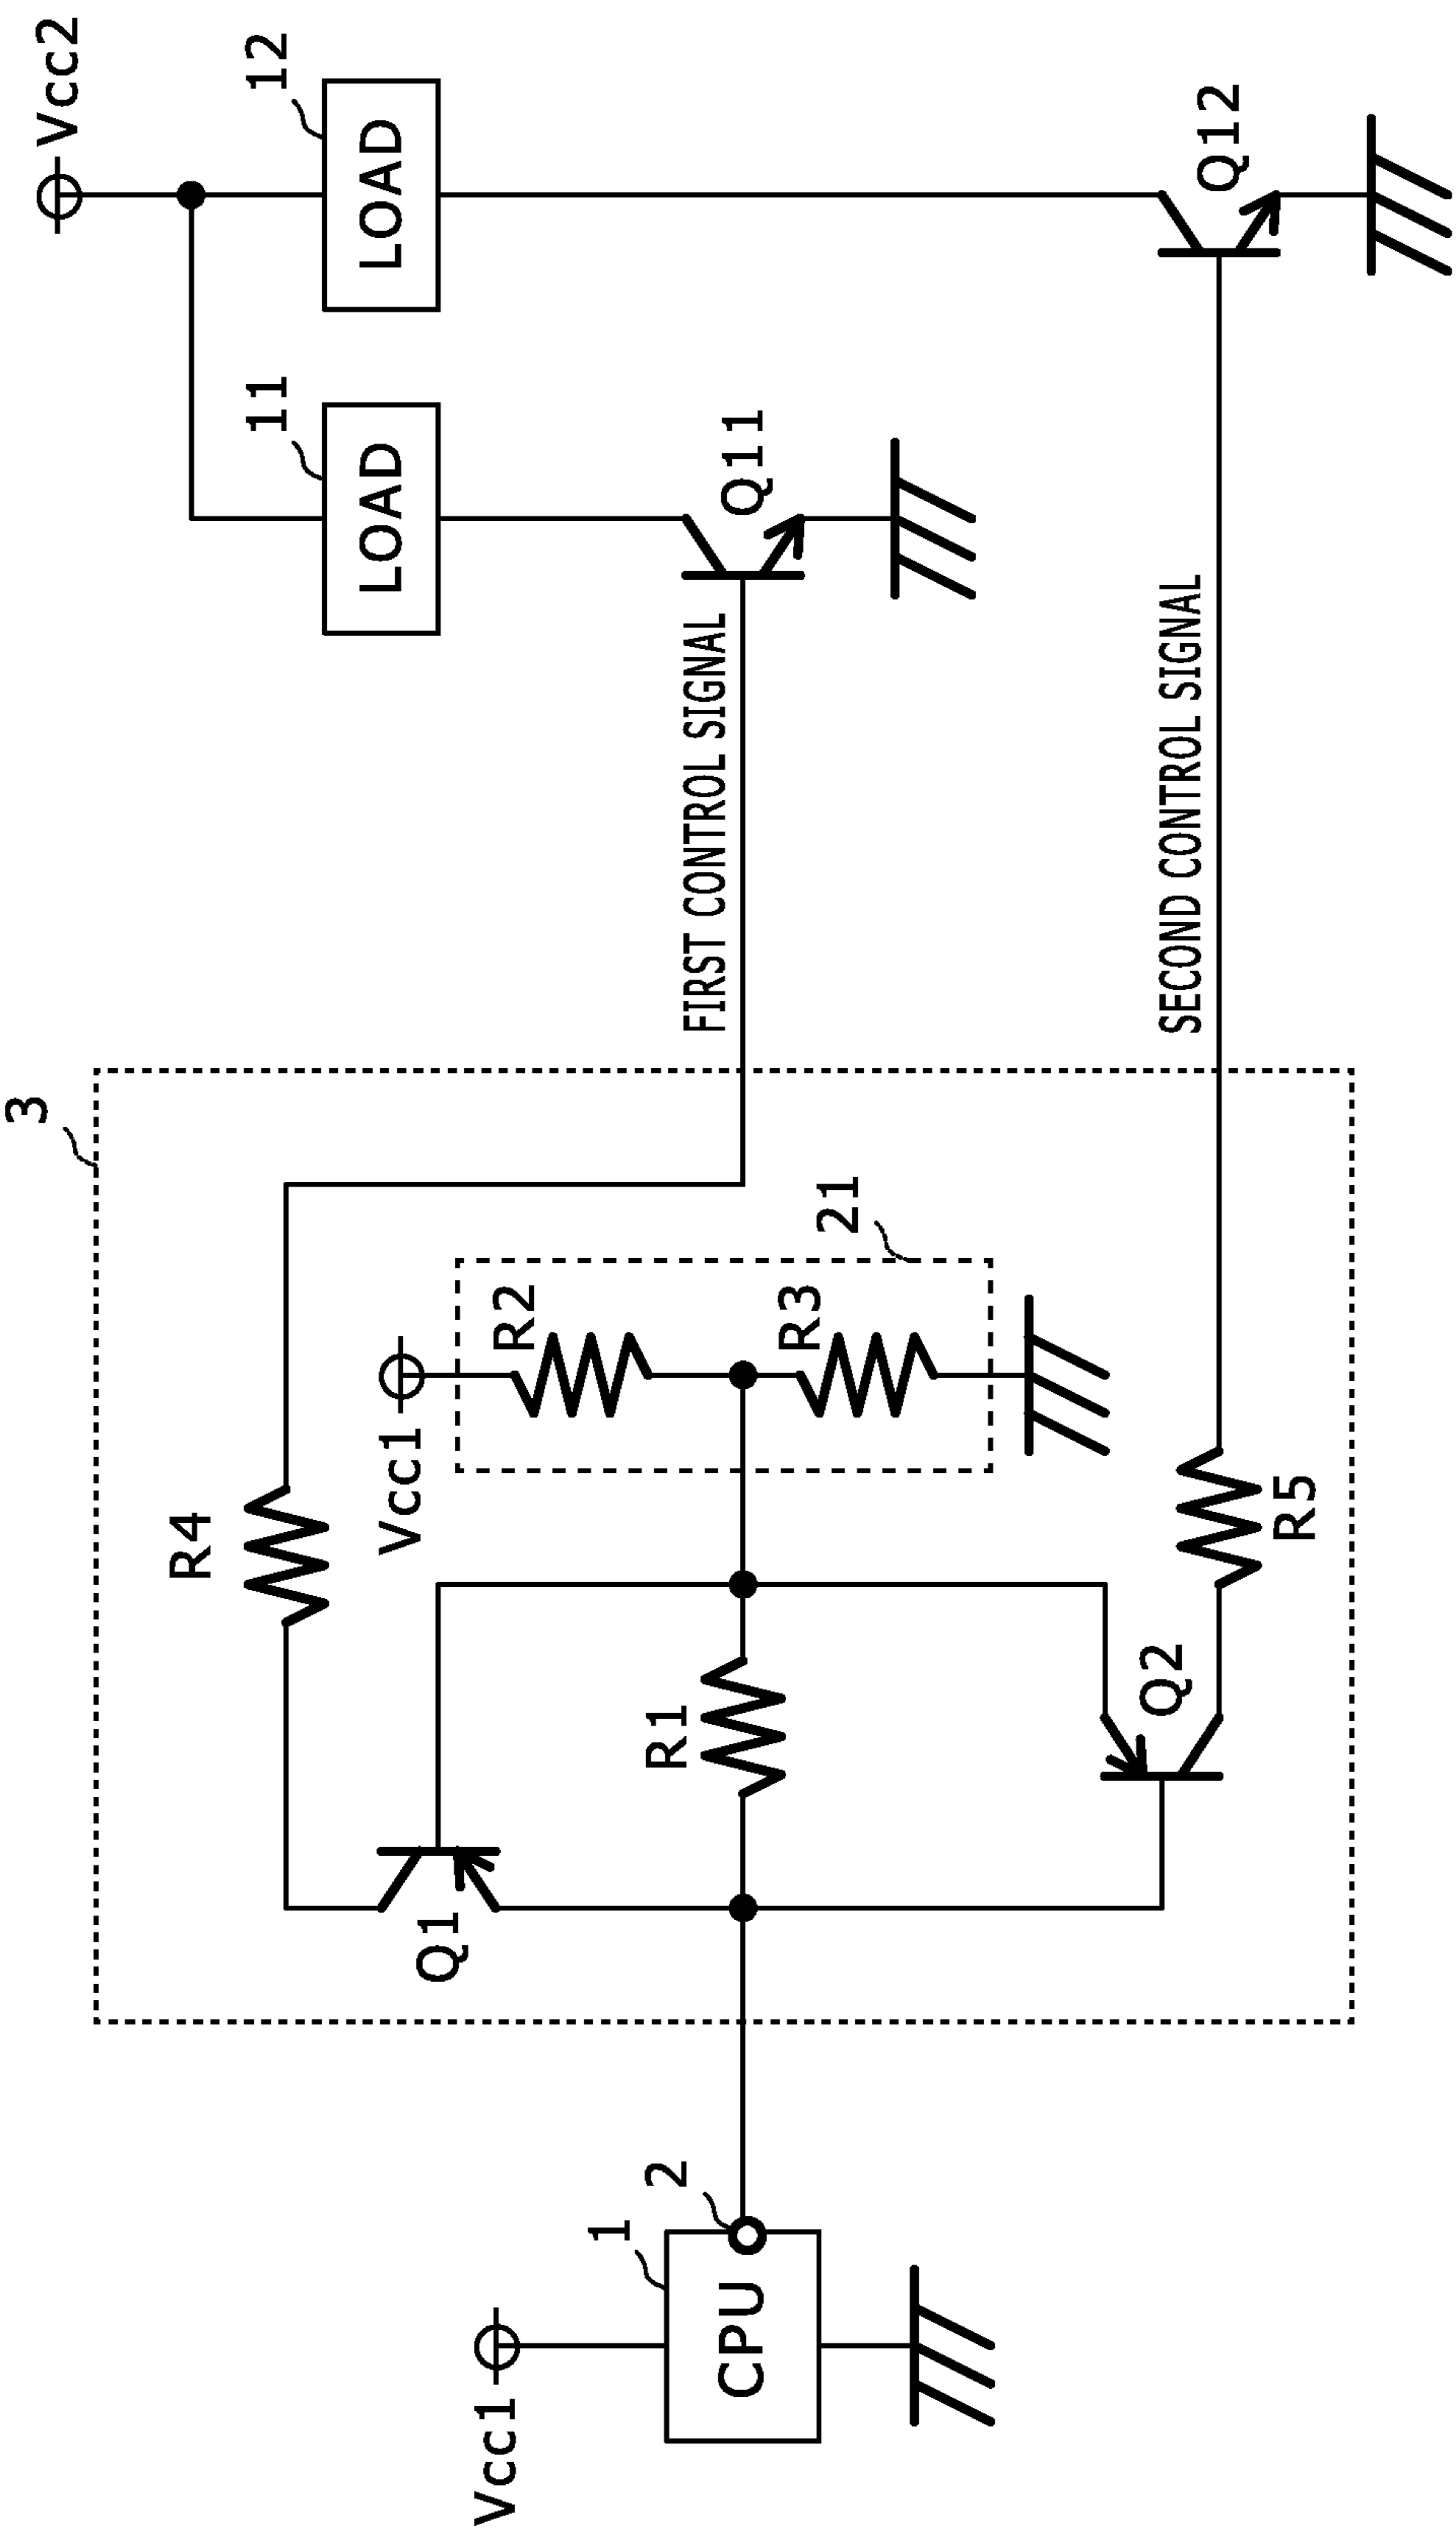 Vcc1
CPU
1
2
3
Q1
R1
Q2
R4
Vcc1
R2
R3
21
R5
FIRST CONTROL SIGNAL
SECOND CONTROL SIGNAL
Vcc2
11
LOAD
12
LOAD
Q11
Q12